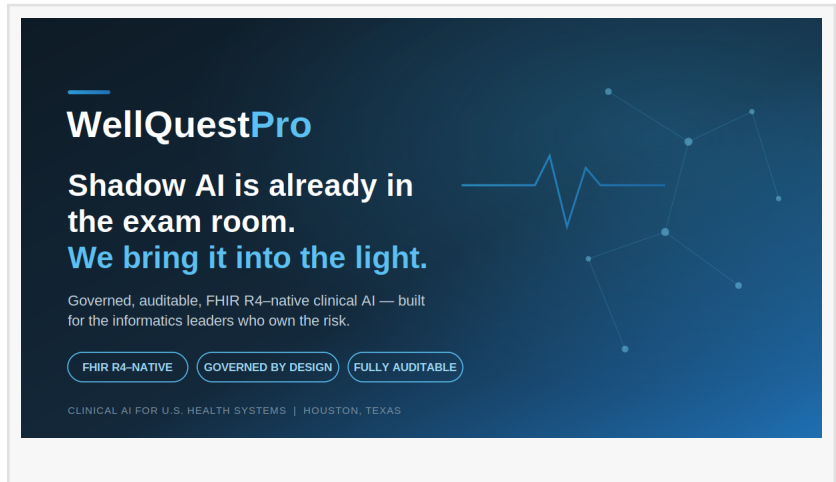 WellQuestPro
Shadow AI is already in
the exam room.
We bring it into the light.
Governed, auditable, FHIR R4–native clinical AI — built
for the informatics leaders who own the risk.
FHIR R4–NATIVE GOVERNED BY DESIGN FULLY AUDITABLE
CLINICAL AI FOR U.S. HEALTH SYSTEMS | HOUSTON, TEXAS